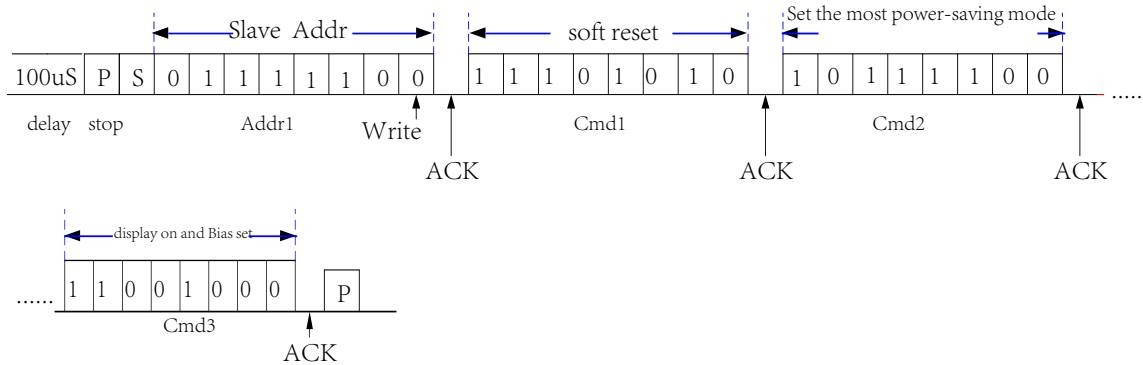 Slave Addr soft reset Set the most power-saving mode
100uS P S 0 1 1 1 1 1 0 0 1 1 1 0 1 0 1 0 1 0 1 1 1 1 0 0 .....
delay stop Addr1 Write Cmd1 Cmd2
ACK ACK ACK
display on and Bias set
...... 1 1 0 0 1 0 0 0 P
Cmd3
ACK